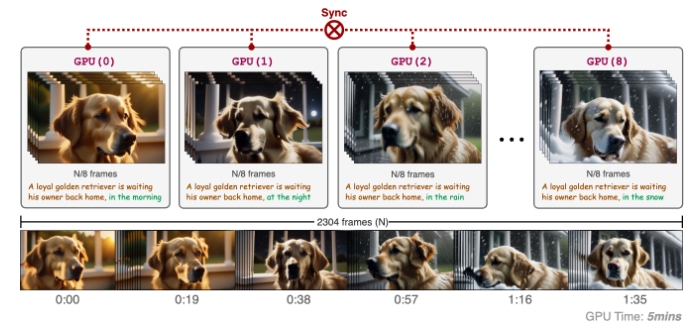 Sync
GPU(0)
GPU(1)
GPU(2)
GPU(8)
...
N/8 frames
N/8 frames
N/8 frames
N/8 frames
A loyal golden retriever is waiting
his owner back home, in the morning
A loyal golden retriever is waiting
his owner back home, at the night
A loyal golden retriever is waiting
his owner back home, in the rain
A loyal golden retriever is waiting
his owner back home, in the snow
2304 frames (N)
0:00
0:19
0:38
0:57
1:16
1:35
GPU Time: 5mins